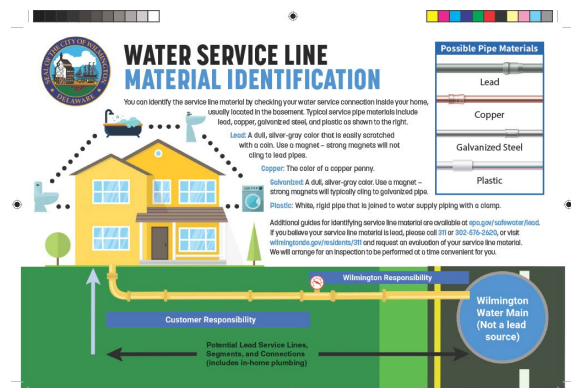 SEAL OF THE CITY OF WILMINGTON
DELAWARE
WATER SERVICE LINE
MATERIAL IDENTIFICATION
You can identify the service line material by checking your water service connection inside your home,
usually located in the basement. Typical service pipe materials include
lead, copper, galvanized steel, and plastic as shown to the right.
Lead: A dull, silver-gray color that is easily scratched
with a coin. Use a magnet – strong magnets will not
cling to lead pipes.
Copper: The color of a copper penny.
Galvanized: A dull, silver-gray color. Use a magnet –
strong magnets will typically cling to galvanized pipe.
Plastic: White, rigid pipe that is joined to water supply piping with a clamp.
Additional guides for identifying service line material are available at epa.gov/safewater/lead.
If you believe your service line material is lead, please call 311 or 302-576-2620, or visit
wilmingtonde.gov/residents/311 and request an evaluation of your service line material.
We will arrange for an inspection to be performed at a time convenient for you.
Possible Pipe Materials
Lead
Copper
Galvanized Steel
Plastic
Wilmington Responsibility
Customer Responsibility
Wilmington
Water Main
(Not a lead
source)
Potential Lead Service Lines,
Segments, and Connections
(includes in-home plumbing)